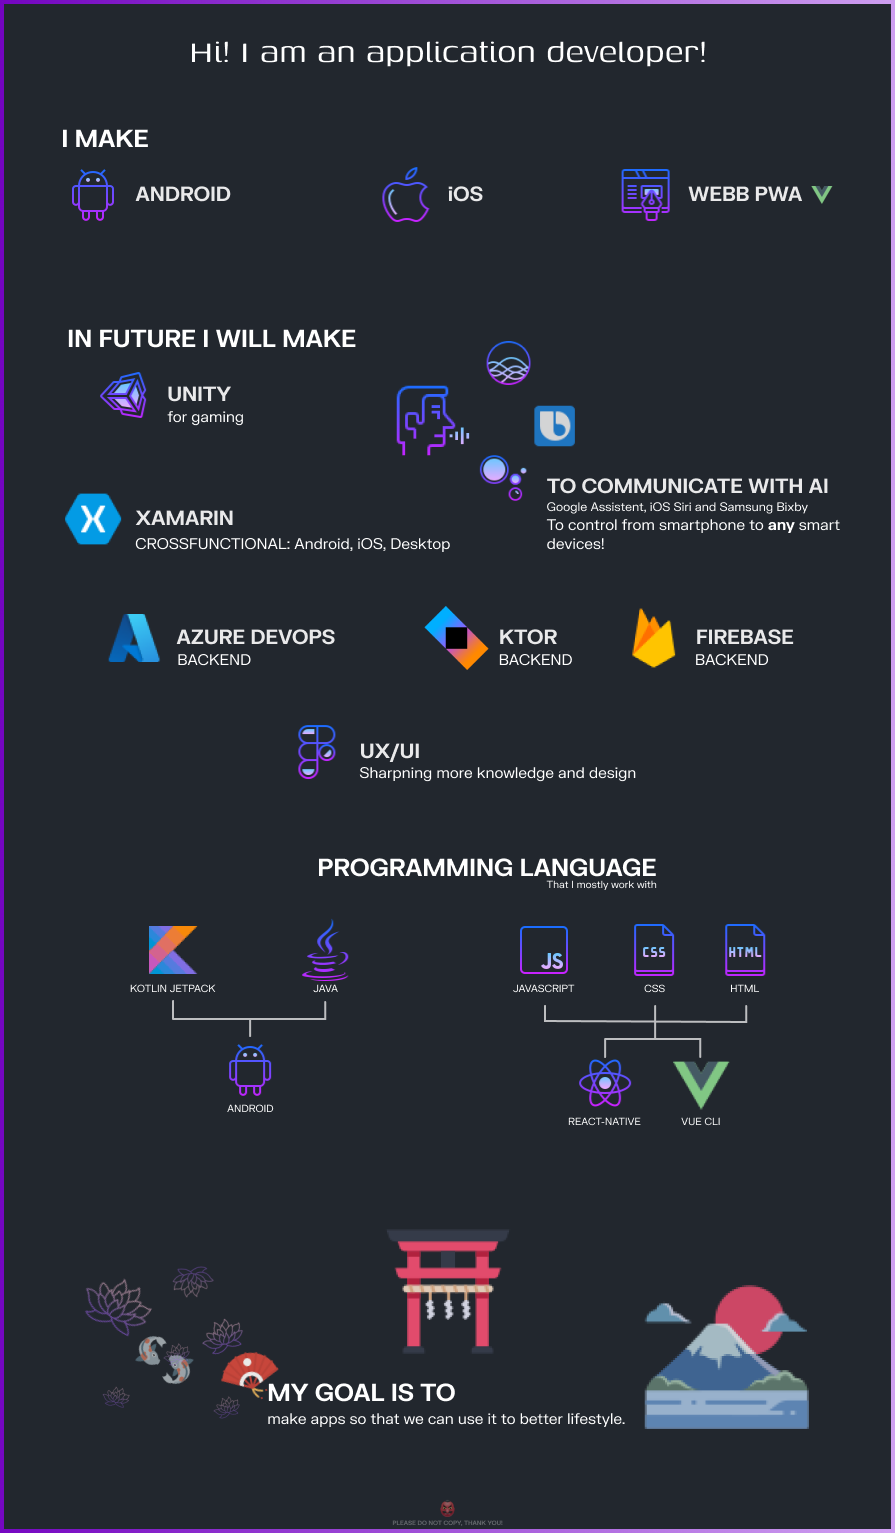 Hi! I am an application developer!
I MAKE
ANDROID
iOS
WEBB PWA
IN FUTURE I WILL MAKE
UNITY
for gaming
TO COMMUNICATE WITH AI
Google Assistent, iOS Siri and Samsung Bixby
To control from smartphone to any smart
devices!
XAMARIN
CROSSFUNCTIONAL: Android, iOS, Desktop
AZURE DEVOPS
BACKEND
KTOR
BACKEND
FIREBASE
BACKEND
UX/UI
Sharpning more knowledge and design
PROGRAMMING LANGUAGE
That I mostly work with
KOTLIN JETPACK
JAVA
JS
JAVASCRIPT
CSS
CSS
HTML
HTML
ANDROID
REACT-NATIVE
VUE CLI
MY GOAL IS TO
make apps so that we can use it to better lifestyle.
PLEASE DO NOT COPY, THANK YOU!